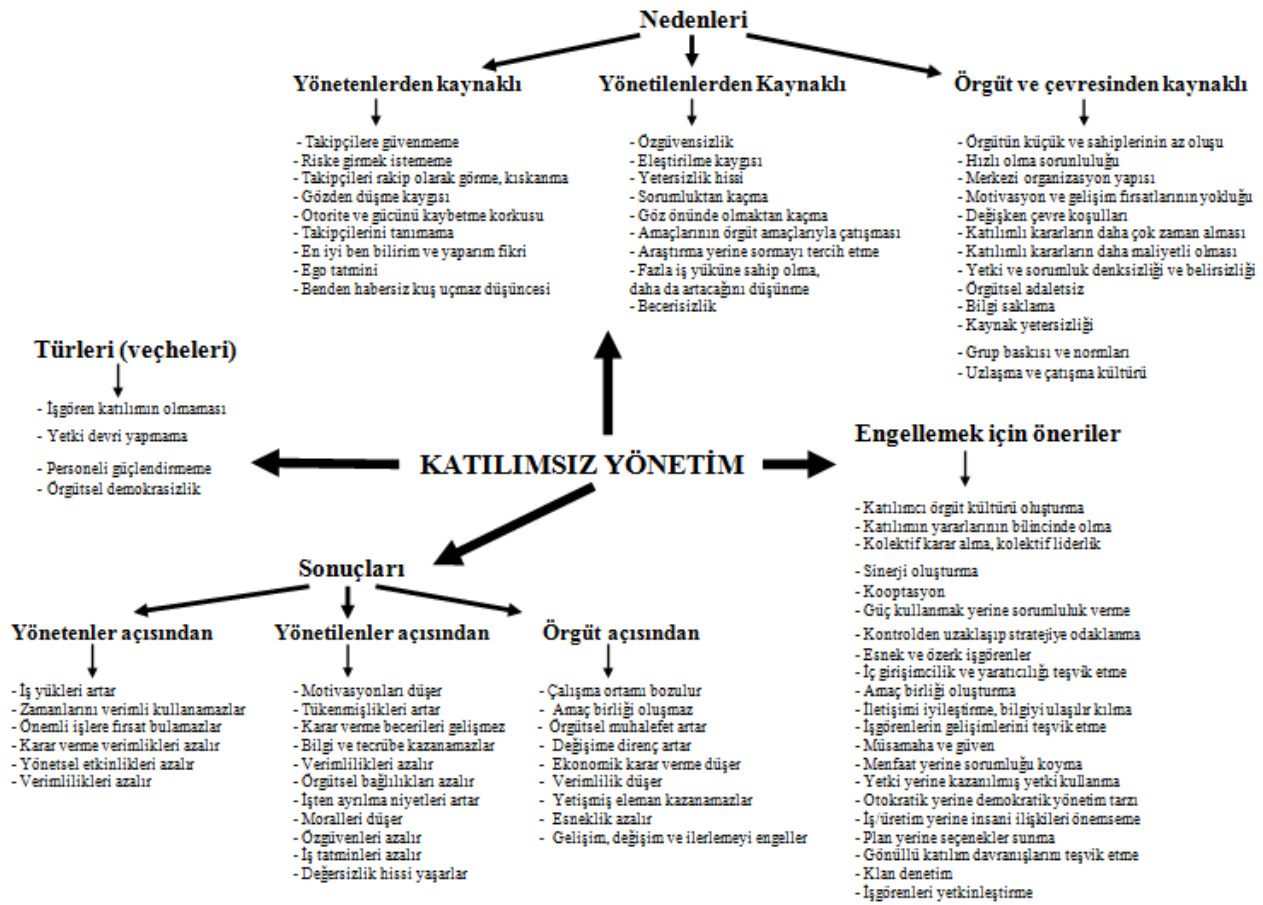 Nedenleri
Yönetenlerden kaynaklı
- Takipçilere güvenmeme
- Riske girmek istememe
- Takipçileri rakip olarak görme, kıskanma
- Gözden düşme kaygısı
- Otorite ve gücünü kaybetme korkusu
- Takipçilerini tanımama
- En iyi ben bilirim ve yaparım fikri
- Ego tatmini
- Benden habersiz kuş uçmaz düşüncesi
Yönetilenlerden Kaynaklı
- Özgüvensizlik
- Eleştirilme kaygısı
- Yetersizlik hissi
- Sorumluktan kaçma
- Göz önünde olmaktan kaçma
- Amaçlarının örgüt amaçlarıyla çatışması
- Araştırma yerine sormayı tercih etme
- Fazla iş yüküne sahip olma,
daha da artacağını düşünme
- Becerisizlik
Örgüt ve çevresinden kaynaklı
- Örgütün küçük ve sahiplerinin az oluşu
- Hızlı olma sorunluluğu
- Merkezi organizasyon yapısı
- Motivasyon ve gelişim fırsatlarının yokluğu
- Değişken çevre koşulları
- Katılımlı kararların daha çok zaman alması
- Katılımlı kararların daha maliyetli olması
- Yetki ve sorumluk denksizliği ve belirsizliği
- Örgütsel adaletsiz
- Bilgi saklama
- Kaynak yetersizliği
- Grup baskısı ve normları
- Uzlaşma ve çatışma kültürü
Türleri (veçheleri)
- İşgören katılımın olmaması
- Yetki devri yapmama
- Personeli güçlendirmeme
- Örgütsel demokrasizlik
KATILIMSIZ YÖNETİM
Engellemek için öneriler
- Katılımcı örgüt kültürü oluşturma
- Katılımın yararlarının bilincinde olma
- Kolektif karar alma, kolektif liderlik
- Sinerji oluşturma
- Kooptasyon
- Güç kullanmak yerine sorumluluk verme
- Kontrolden uzaklaşıp stratejiye odaklanma
- Esnek ve özerk işgörenler
- İç girişimcilik ve yaratıcılığı teşvik etme
- Amaç birliği oluşturma
- İletişimi iyileştirme, bilgiyi ulaşılır kılma
- İşgörenlerin gelişimlerini teşvik etme
- Müsamaha ve güven
- Menfaat yerine sorumluğu koyma
- Yetki yerine kazanılmış yetki kullanma
- Otokratik yerine demokratik yönetim tarzı
- İş/üretim yerine insani ilişkileri önemseme
- Plan yerine seçenekler sunma
- Gönüllü katılım davranışlarını teşvik etme
- Klan denetim
- İşgörenleri yetkinleştirme
Sonuçları
Yönetenler açısından
- İş yükleri artar
- Zamanlarını verimli kullanamazlar
- Önemli işlere fırsat bulamazlar
- Karar verme verimlikleri azalır
- Yönetsel etkinlikleri azalır
- Verimlilikleri azalır
Yönetilenler açısından
- Motivasyonları düşer
- Tükenmişlikleri artar
- Karar verme becerileri gelişmez
- Bilgi ve tecrübe kazanamazlar
- Verimlilikleri azalır
- Örgütsel bağlılıkları azalır
- İşten ayrılma niyetleri artar
- Moralleri düşer
- Özgüvenleri azalır
- İş tatminleri azalır
- Değersizlik hissi yaşarlar
Örgüt açısından
- Çalışma ortamı bozulur
- Amaç birliği oluşmaz
- Örgütsel muhalefet artar
- Değişime direnç artar
- Ekonomik karar verme düşer
- Verimlilik düşer
- Yetişmiş eleman kazanamazlar
- Esneklik azalır
- Gelişim, değişim ve ilerlemeyi engeller